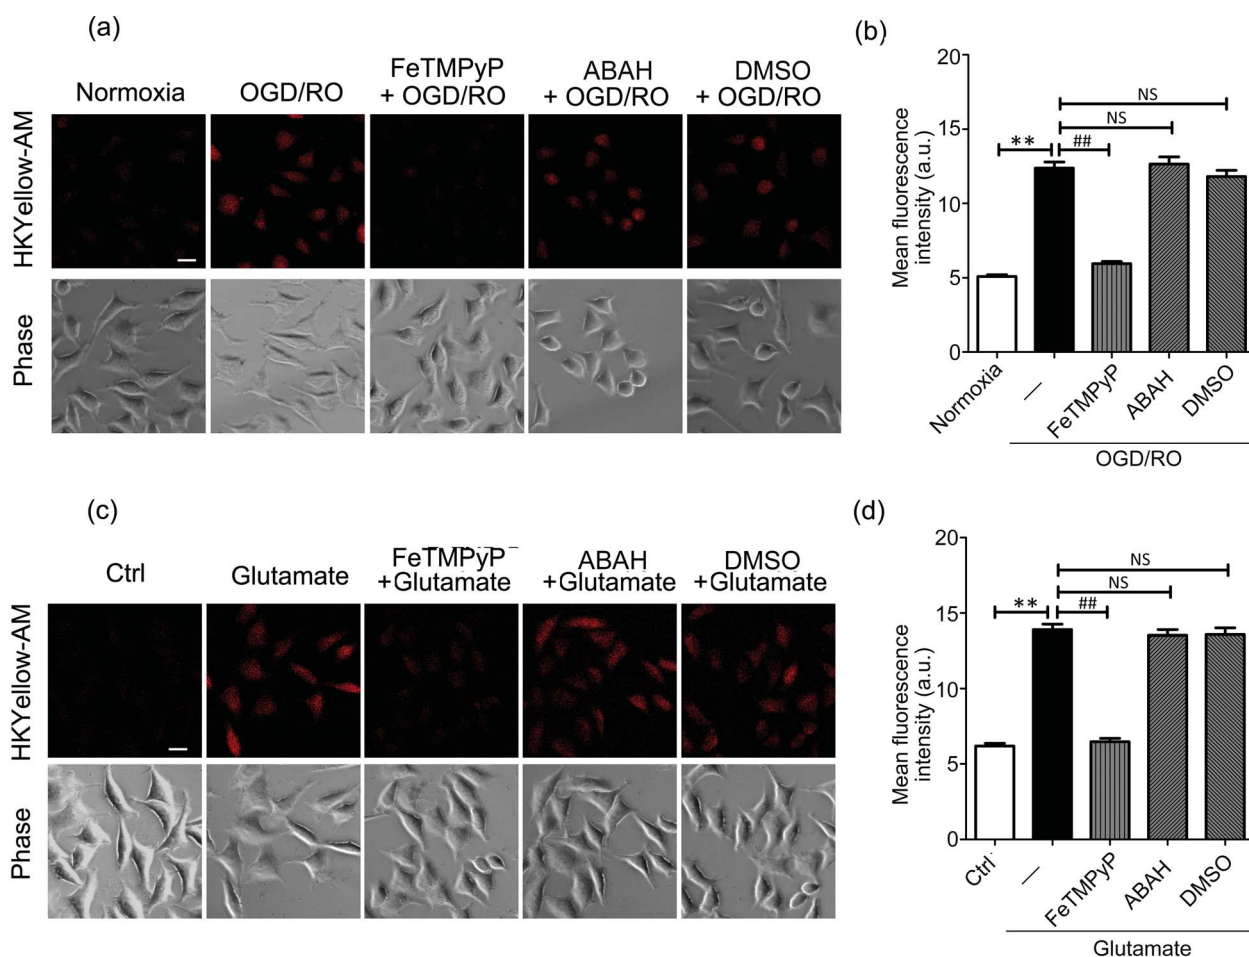 (a)
Normoxia
OGD/RO
FeTMPyP
+ OGD/RO
ABAH
+ OGD/RO
DMSO
+ OGD/RO
HKYellow-AM
Phase
(b)
Mean fluorescence
intensity (a.u.)
20
15
10
5
0
**
##
NS
NS
Normoxia
—
FeTMPyP
ABAH
DMSO
OGD/RO
(c)
Ctrl
Glutamate
FeTMPyP
+Glutamate
ABAH
+Glutamate
DMSO
+Glutamate
HKYellow-AM
Phase
(d)
Mean fluorescence
intensity (a.u.)
20
15
10
5
0
**
##
NS
NS
Ctrl
—
FeTMPyP
ABAH
DMSO
Glutamate